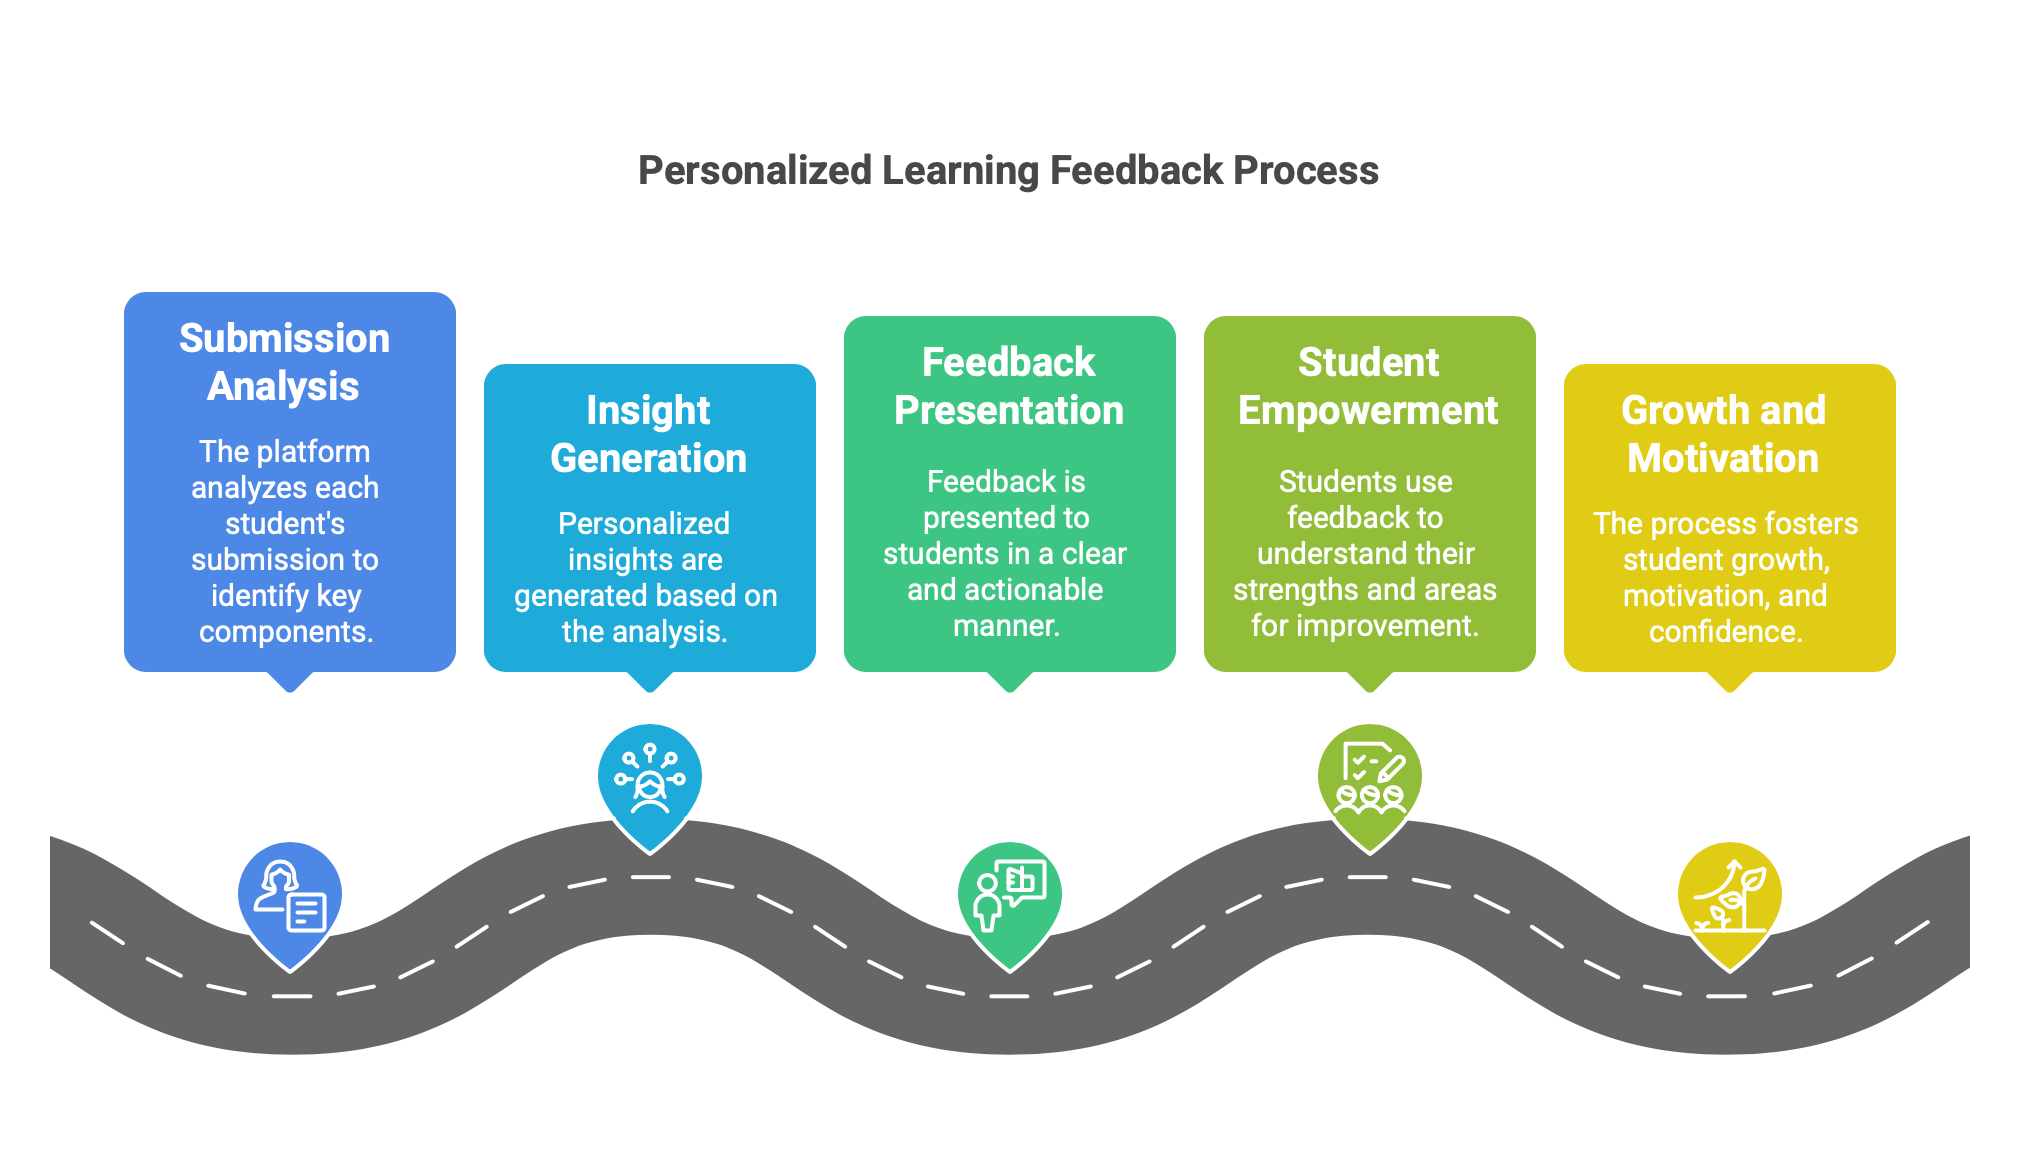 Personalized Learning Feedback Process
Submission
Analysis
The platform
analyzes each
student's
submission to
identify key
components.
Insight
Generation
Personalized
insights are
generated based on
the analysis.
Feedback
Presentation
Feedback is
presented to
students in a clear
and actionable
manner.
Student
Empowerment
Students use
feedback to
understand their
strengths and areas
for improvement.
Growth and
Motivation
The process fosters
student growth,
motivation, and
confidence.